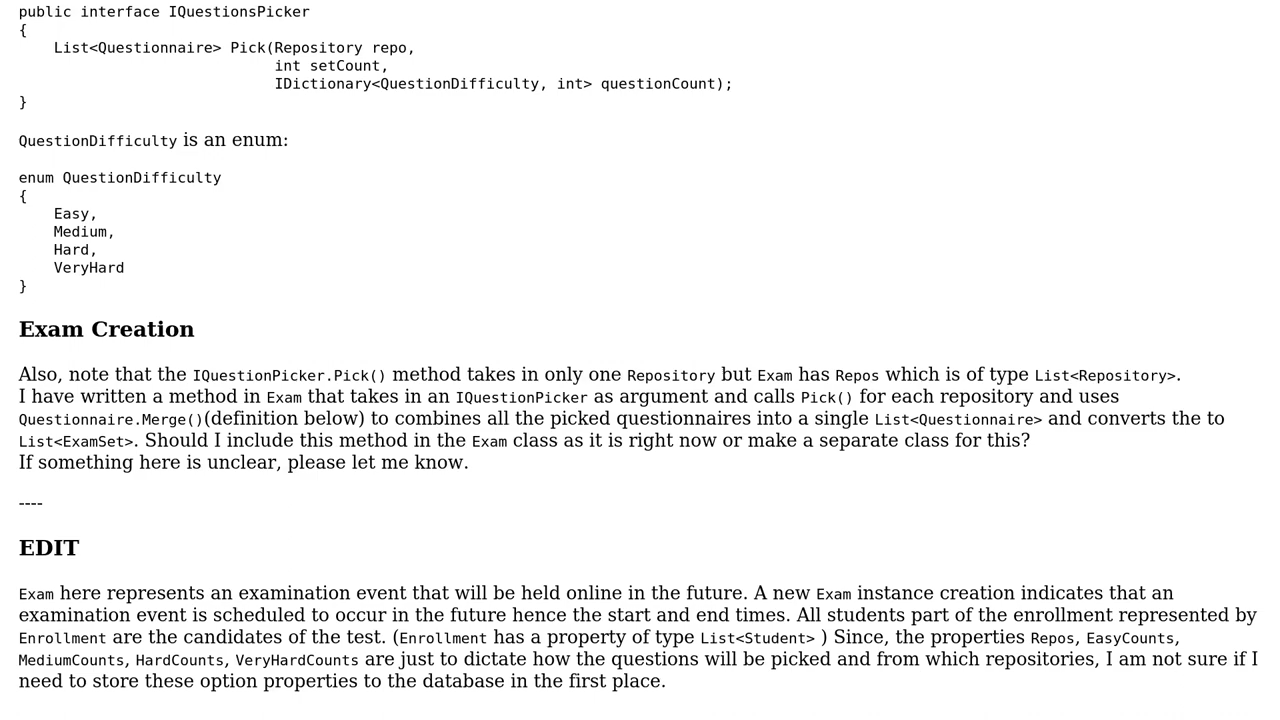 public interface IQuestionsPicker
{
    List<Questionnaire> Pick(Repository repo,
                             int setCount,
                             IDictionary<QuestionDifficulty, int> questionCount);
}
QuestionDifficulty is an enum:
enum QuestionDifficulty
{
    Easy,
    Medium,
    Hard,
    VeryHard
}
Exam Creation
Also, note that the IQuestionPicker.Pick() method takes in only one Repository but Exam has Repos which is of type List<Repository>.
I have written a method in Exam that takes in an IQuestionPicker as argument and calls Pick() for each repository and uses
Questionnaire.Merge()(definition below) to combines all the picked questionnaires into a single List<Questionnaire> and converts the to
List<ExamSet>. Should I include this method in the Exam class as it is right now or make a separate class for this?
If something here is unclear, please let me know.
----
EDIT
Exam here represents an examination event that will be held online in the future. A new Exam instance creation indicates that an
examination event is scheduled to occur in the future hence the start and end times. All students part of the enrollment represented by
Enrollment are the candidates of the test. (Enrollment has a property of type List<Student> ) Since, the properties Repos, EasyCounts,
MediumCounts, HardCounts, VeryHardCounts are just to dictate how the questions will be picked and from which repositories, I am not sure if I
need to store these option properties to the database in the first place.